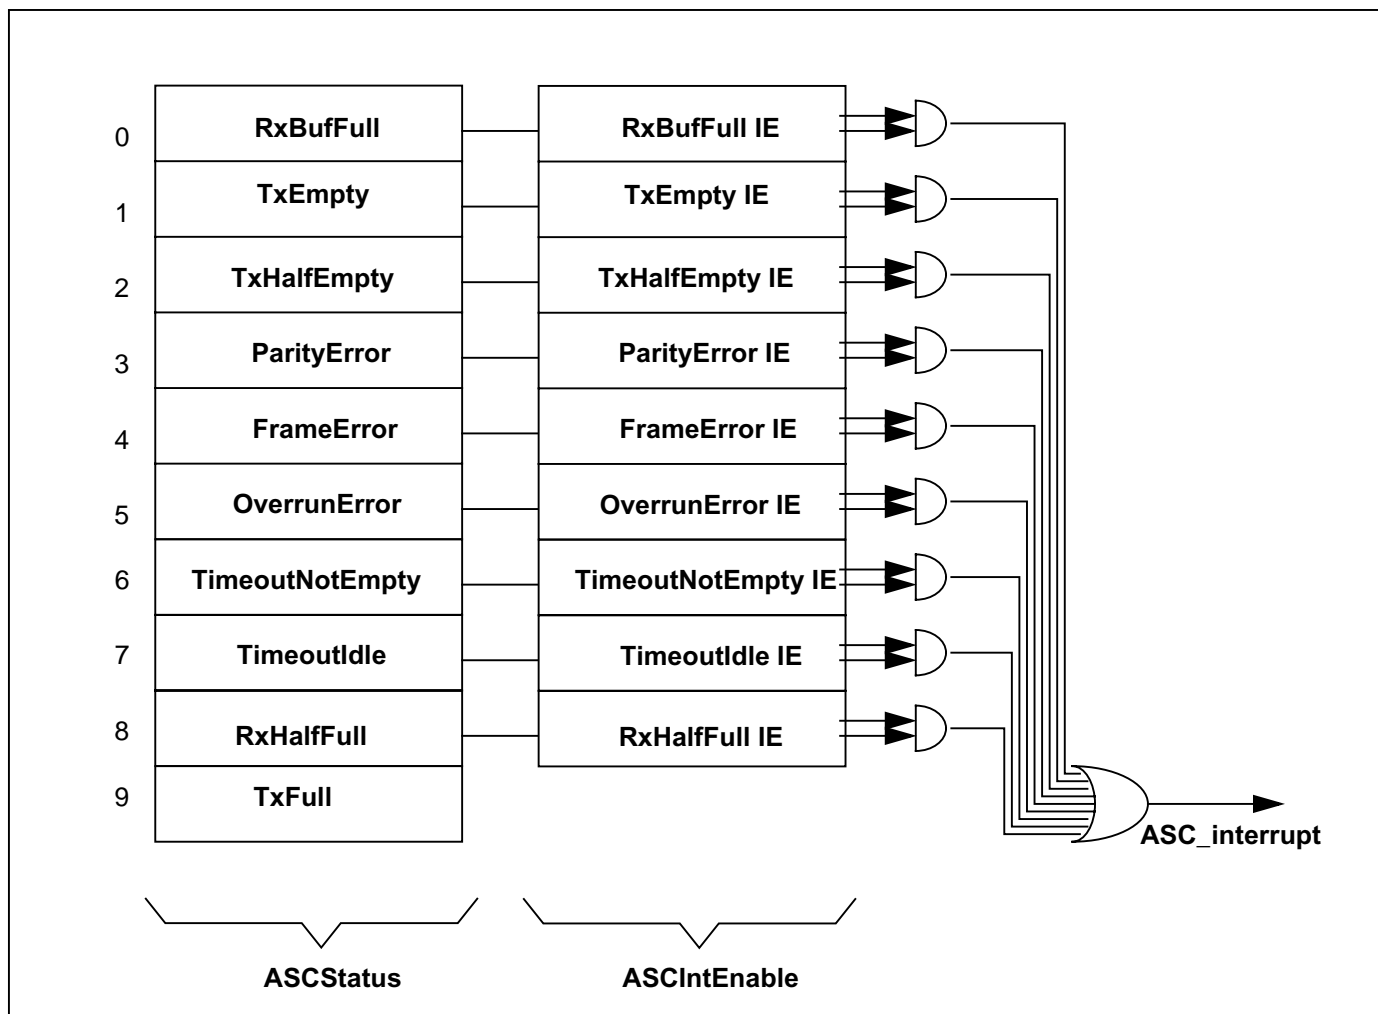 0 RxBufFull RxBufFull IE
1 TxEmpty TxEmpty IE
2 TxHalfEmpty TxHalfEmpty IE
3 ParityError ParityError IE
4 FrameError FrameError IE
5 OverrunError OverrunError IE
6 TimeoutNotEmpty TimeoutNotEmpty IE
7 TimeoutIdle TimeoutIdle IE
8 RxHalfFull RxHalfFull IE
9 TxFull
ASC_interrupt
ASCStatus ASCIntEnable